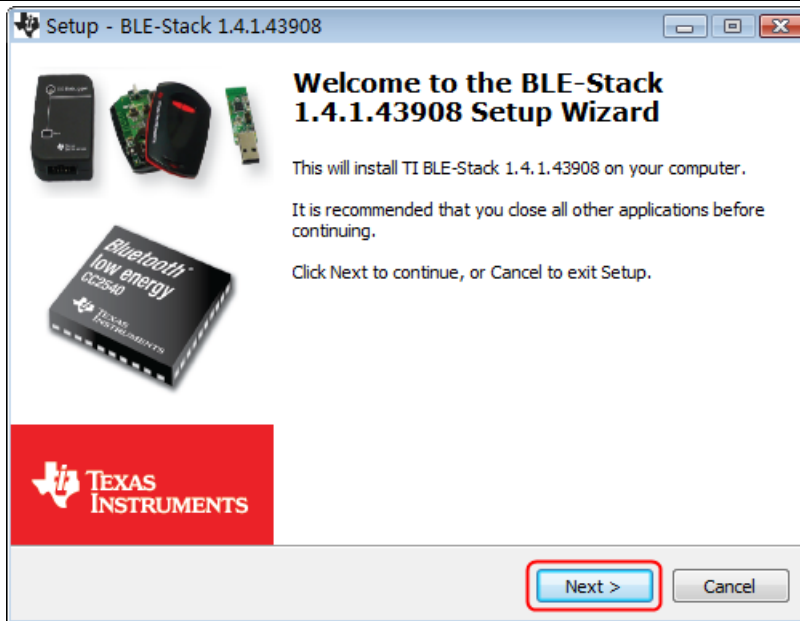 Setup - BLE-Stack 1.4.1.43908
Welcome to the BLE-Stack
1.4.1.43908 Setup Wizard
This will install TI BLE-Stack 1.4.1.43908 on your computer.
It is recommended that you close all other applications before
continuing.
Click Next to continue, or Cancel to exit Setup.
Bluetooth®
low energy
CC2540
TEXAS
INSTRUMENTS
TEXAS
INSTRUMENTS
Next >
Cancel